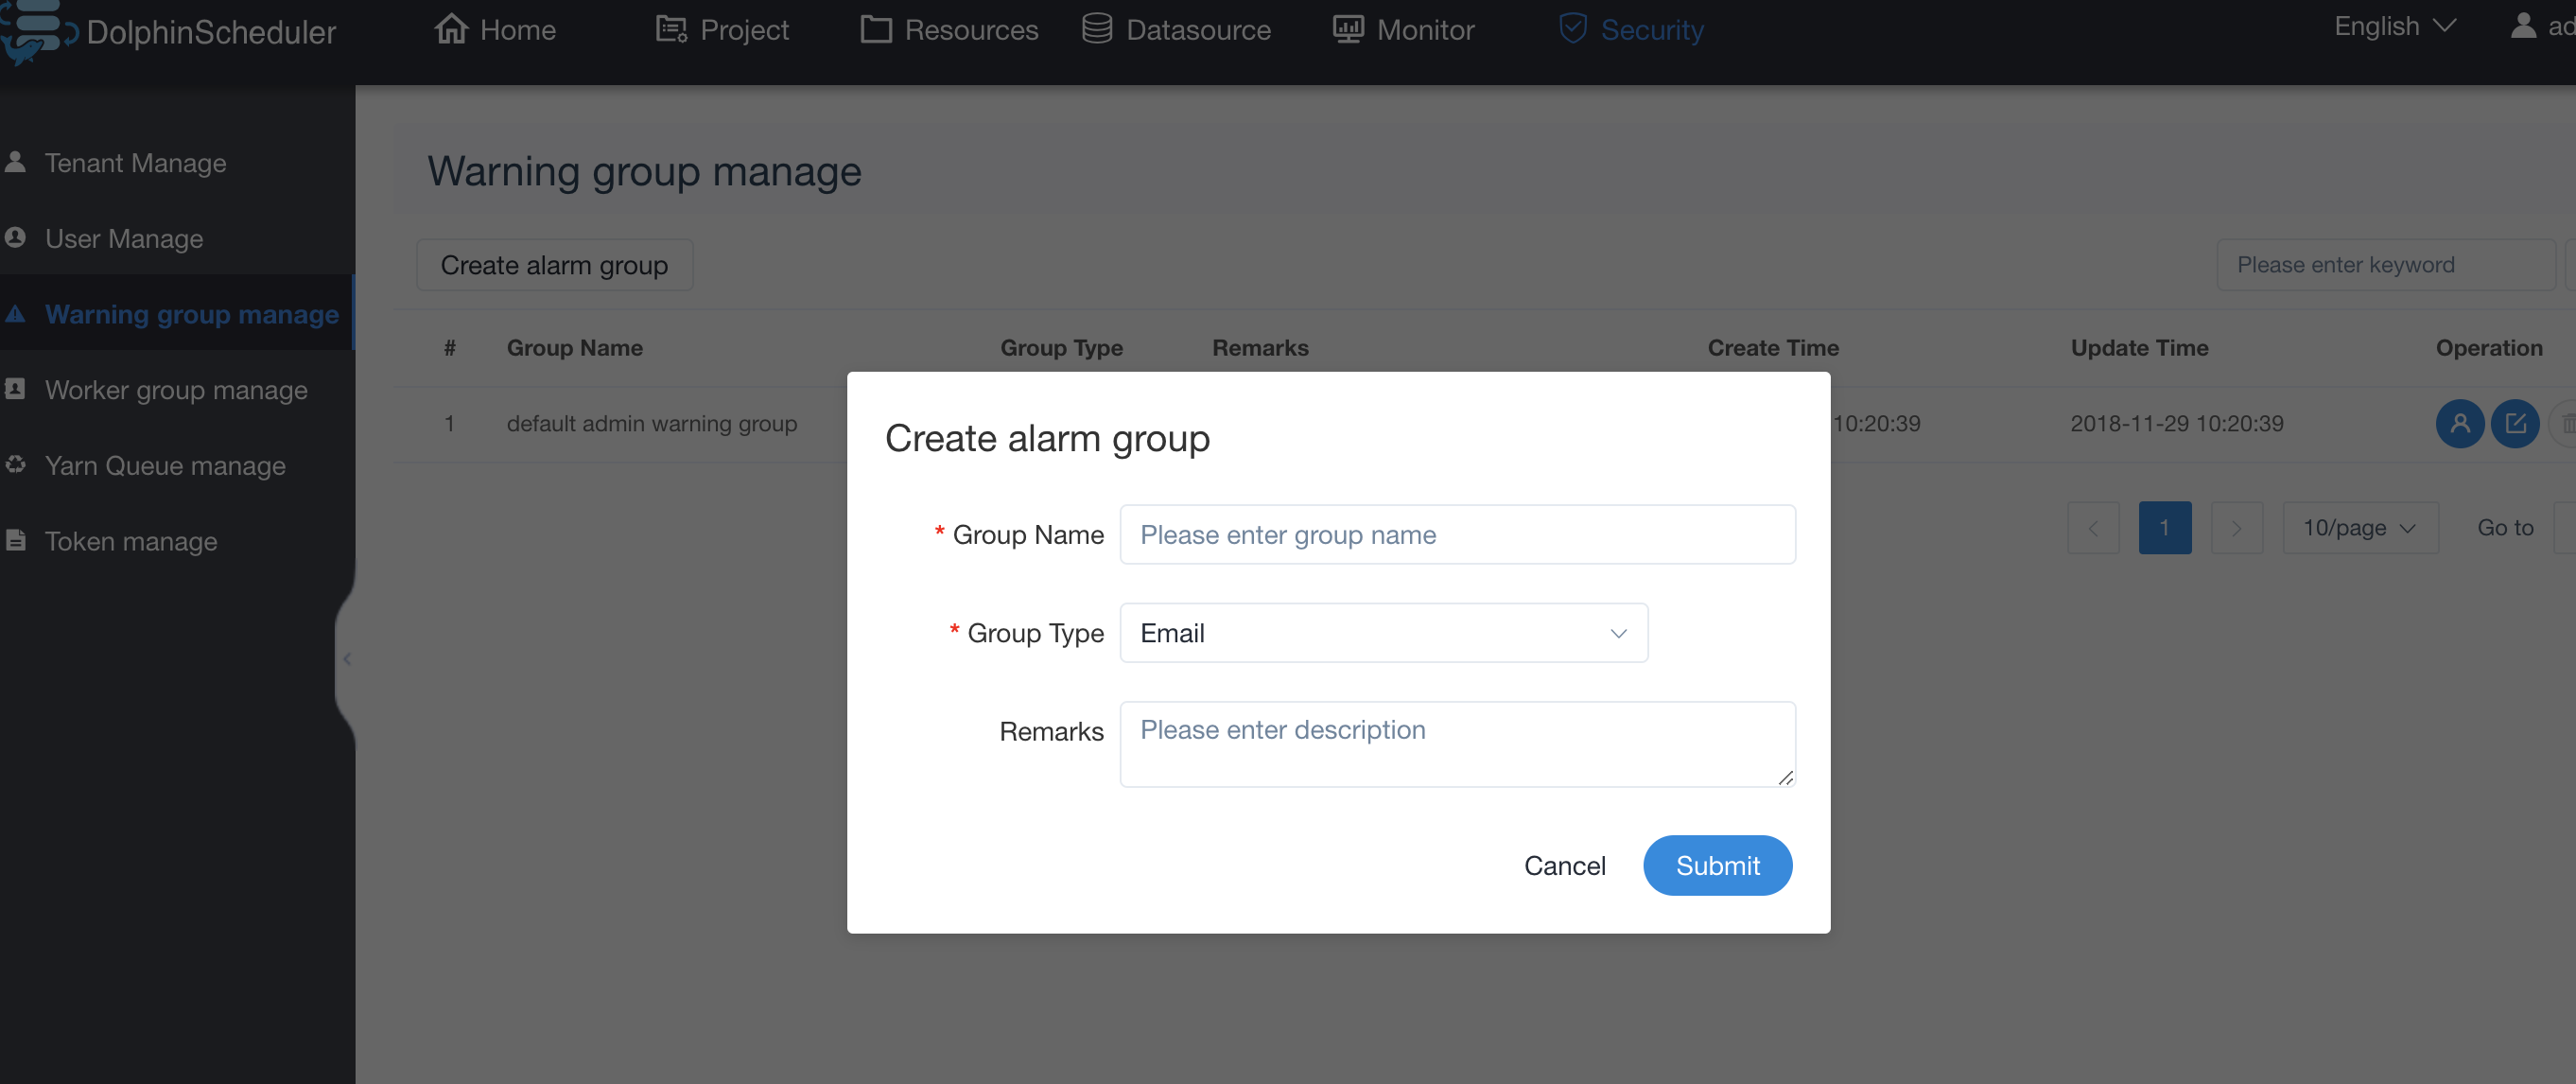 DolphinScheduler
Home
Project
Resources
Datasource
Monitor
Security
English
ad
Tenant Manage
User Manage
Warning group manage
Worker group manage
Yarn Queue manage
Token manage
Warning group manage
Create alarm group
Please enter keyword
# Group Name Group Type Remarks Create Time Update Time Operation
1 default admin warning group 10:20:39 2018-11-29 10:20:39
1
10/page
Go to
Create alarm group
* Group Name Please enter group name
* Group Type Email
Remarks Please enter description
Cancel Submit